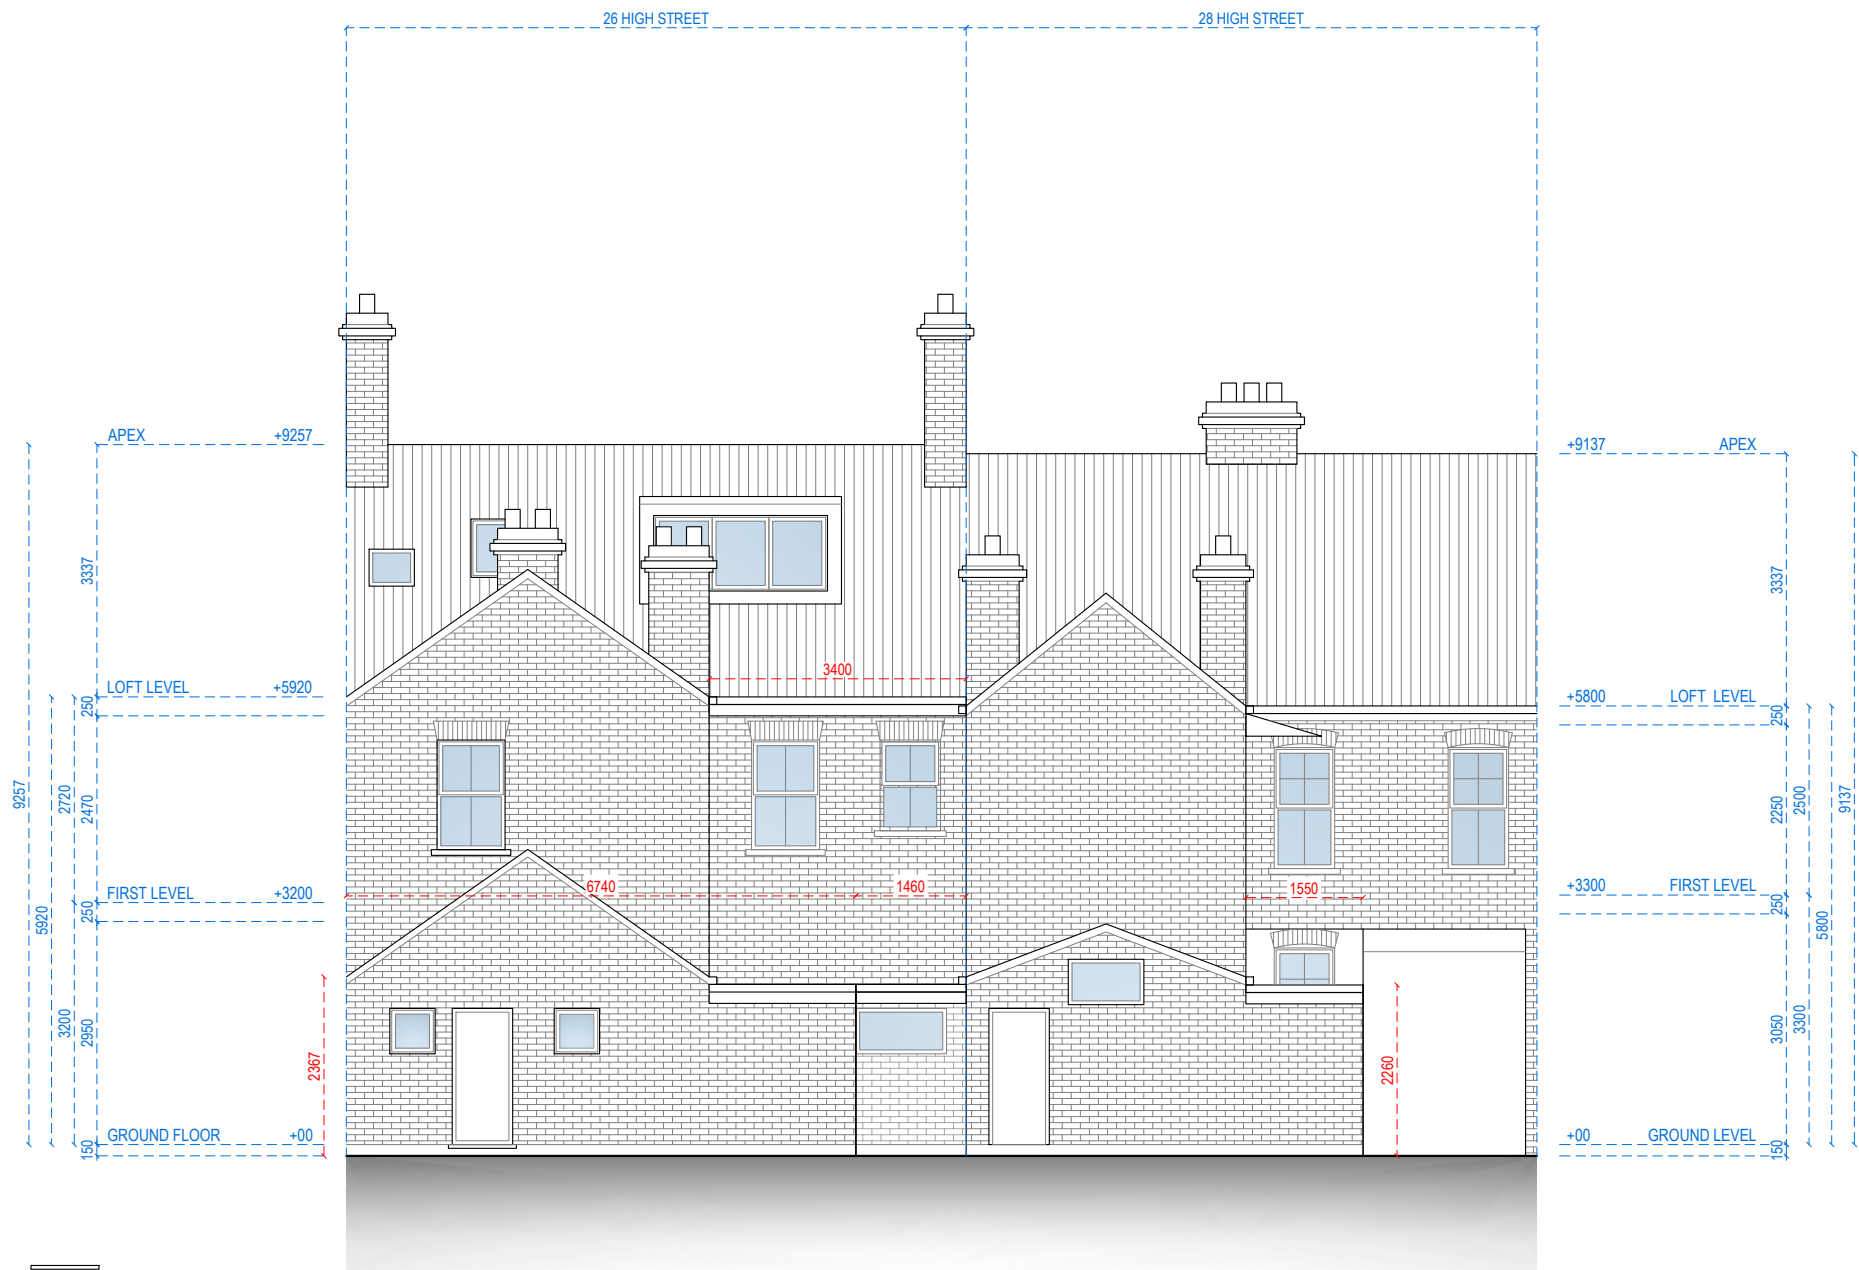 26 HIGH STREET
28 HIGH STREET
APEX +9257
+9137 APEX
3337
3337
3400
LOFT LEVEL +5920
+5800 LOFT LEVEL
250
250
9257
2720
2470
2250
2500
9137
6740
1460
1550
FIRST LEVEL +3200
+3300 FIRST LEVEL
250
250
5920
5800
3200
2950
2367
2260
3050
3300
GROUND FLOOR +00
+00 GROUND LEVEL
150
150